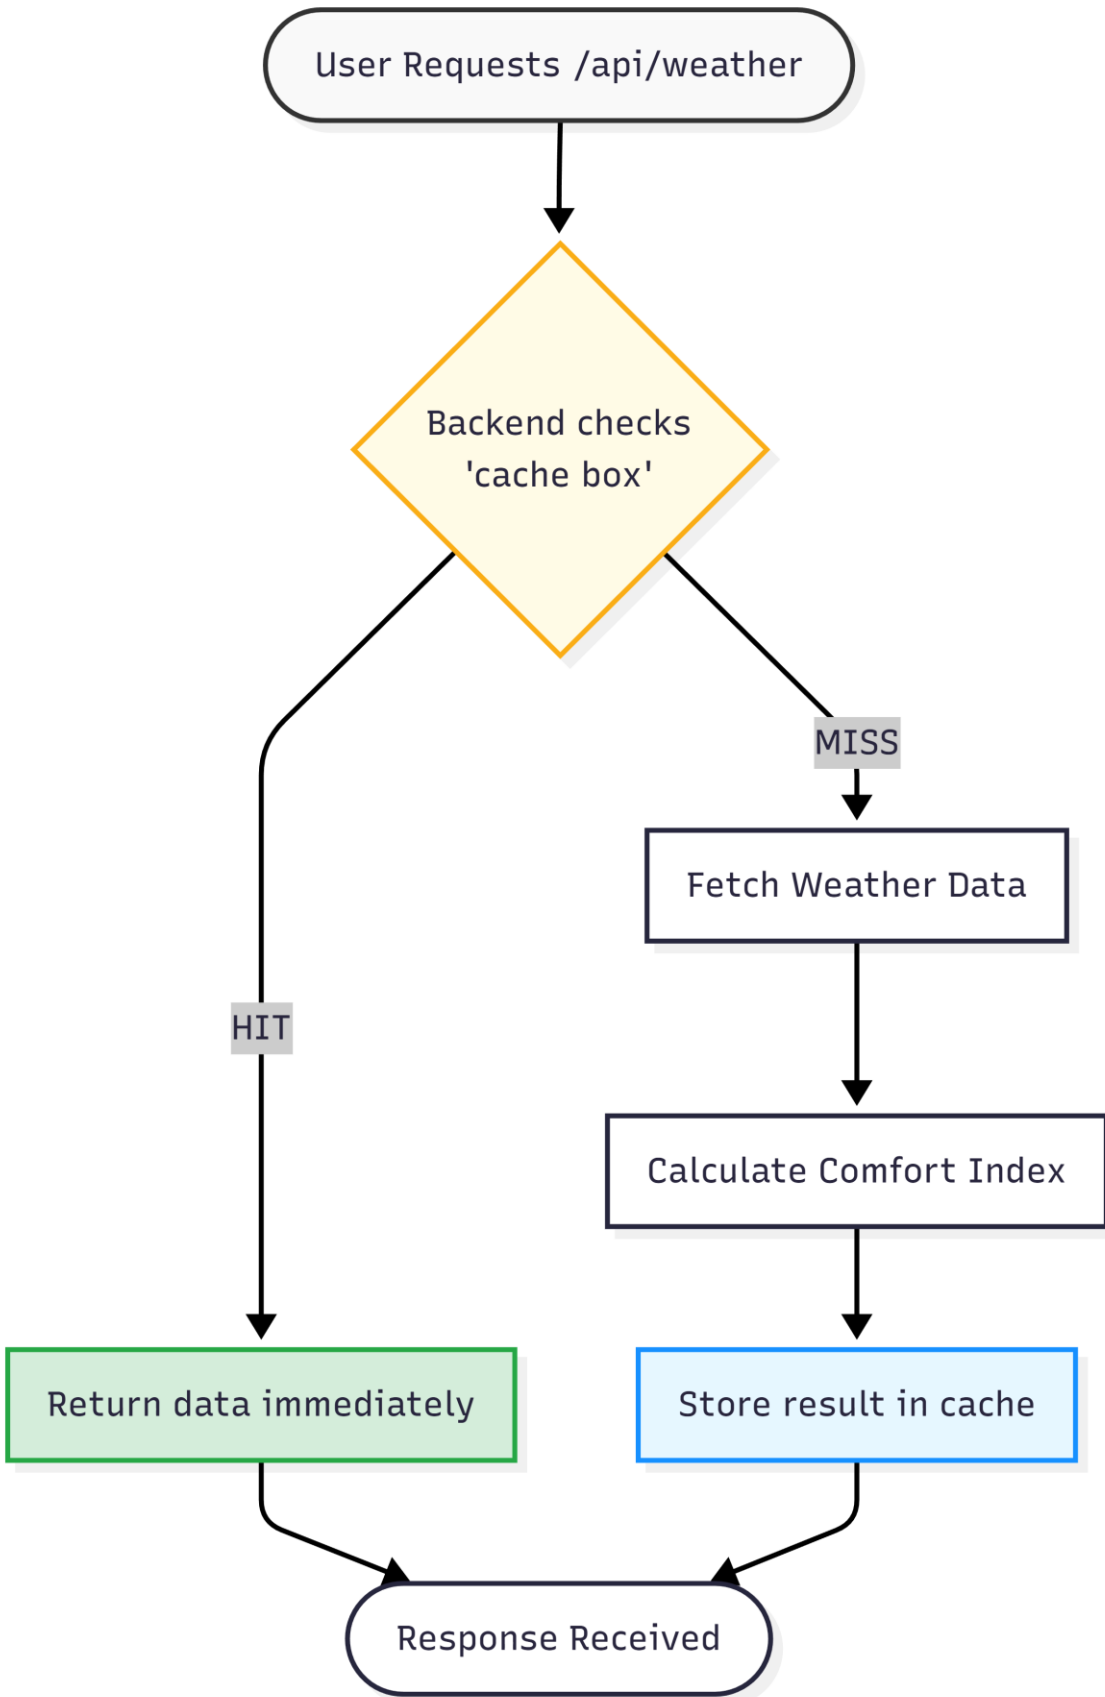 User Requests /api/weather
Backend checks
'cache box'
MISS
Fetch Weather Data
HIT
Calculate Comfort Index
Return data immediately
Store result in cache
Response Received